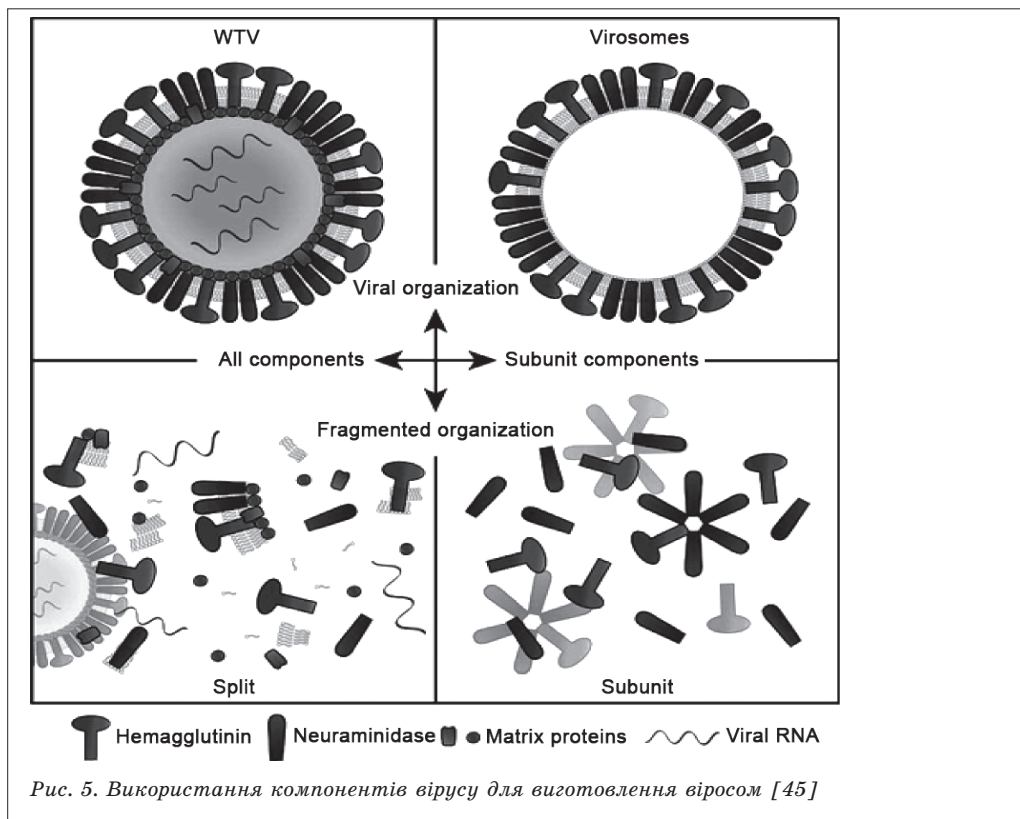 WTV
Virosomes
Viral organization
All components
Subunit components
Fragmented organization
Split
Subunit
Hemagglutinin
Neuraminidase
Matrix proteins
Viral RNA
Рис. 5. Використання компонентів вірусу для виготовлення віросом [45]